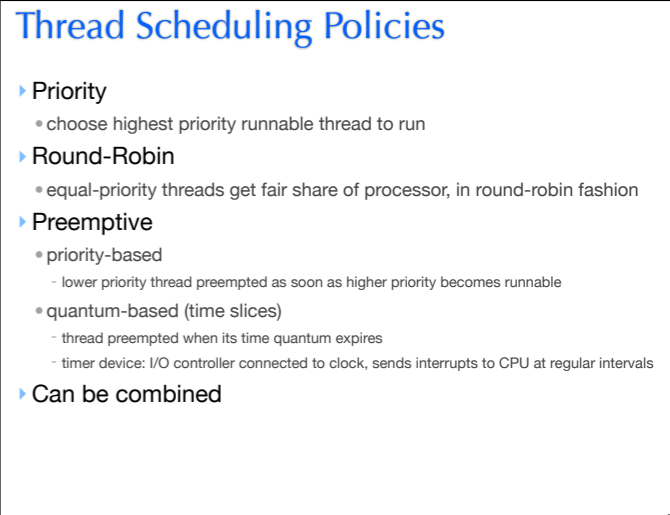 Thread Scheduling Policies
Priority
choose highest priority runnable thread to run
Round-Robin
equal-priority threads get fair share of processor, in round-robin fashion
Preemptive
priority-based
- lower priority thread preempted as soon as higher priority becomes runnable
quantum-based (time slices)
- thread preempted when its time quantum expires
- timer device: I/O controller connected to clock, sends interrupts to CPU at regular intervals
Can be combined